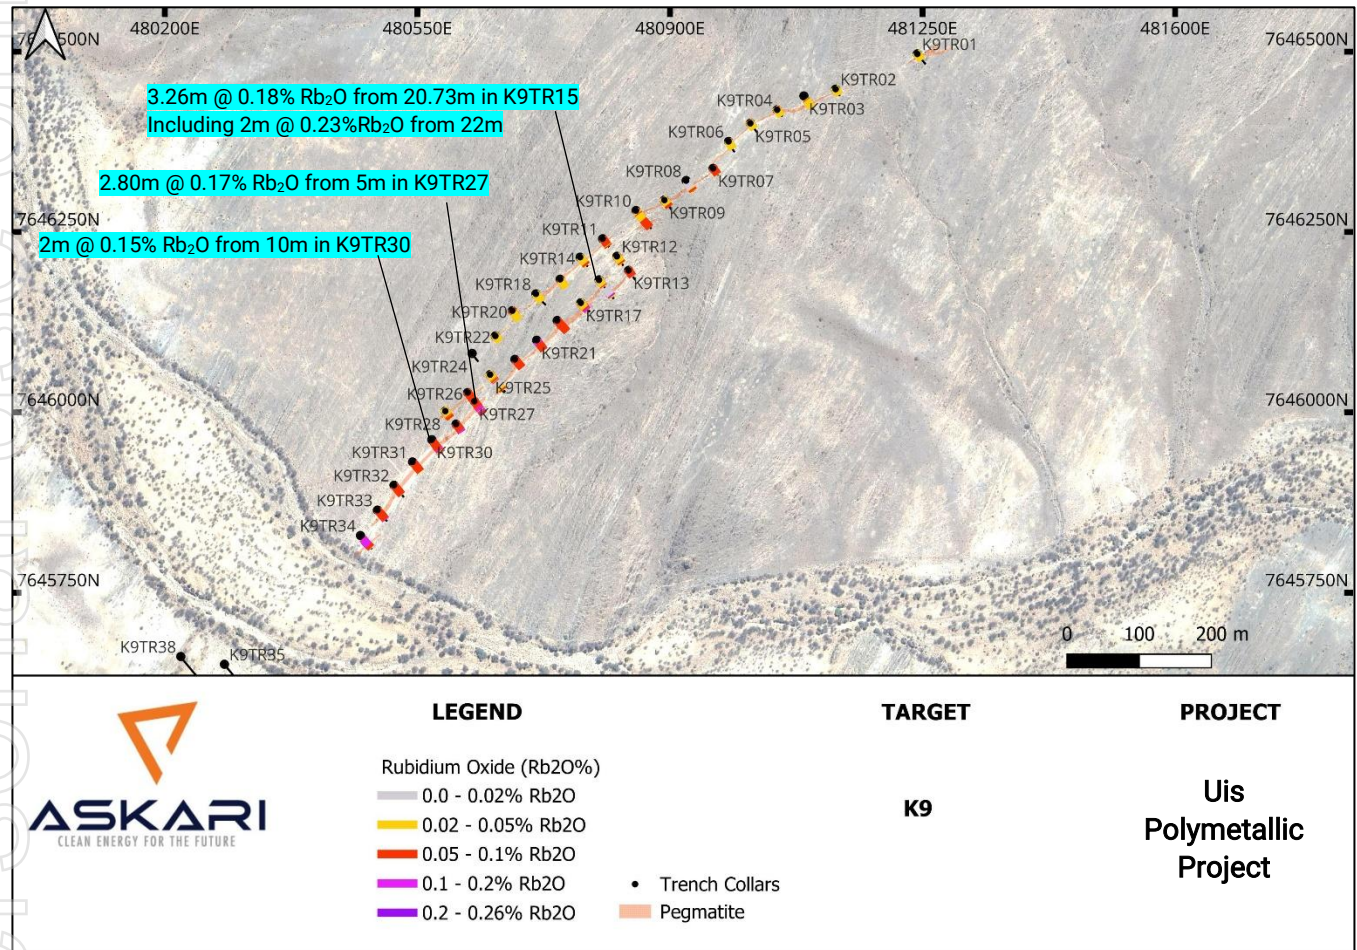 480200 480550 480900 481250 481600
7646500N
K9TR01
K9TR02
K9TR04
K9TR03
K9TR06
K9TR05
K9TR08
K9TR07
K9TR10
K9TR09
7646250N 7646250N
K9TR11
K9TR12
K9TR14
K9TR13
K9TR18
K9TR20
K9TR17
K9TR22
K9TR21
K9TR24
K9TR25
K9TR26
7646000N 7646000N
K9TR27
K9TR28
K9TR31
K9TR30
K9TR32
K9TR33
K9TR34
7645750N 7645750N
K9TR38
K9TR35
3.26m @ 0.18% Rb₂O from 20.73m in K9TR15
Including 2m @ 0.23%Rb₂O from 22m
2.80m @ 0.17% Rb₂O from 5m in K9TR27
2m @ 0.15% Rb₂O from 10m in K9TR30
0 100 200 m
ASKARI
CLEAN ENERGY FOR THE FUTURE
LEGEND
Rubidium Oxide (Rb2O%)
0.0 - 0.02% Rb2O
0.02 - 0.05% Rb2O
0.05 - 0.1% Rb2O
0.1 - 0.2% Rb2O
0.2 - 0.26% Rb2O
Trench Collars
Pegmatite
TARGET
K9
PROJECT
Uis
Polymetallic
Project